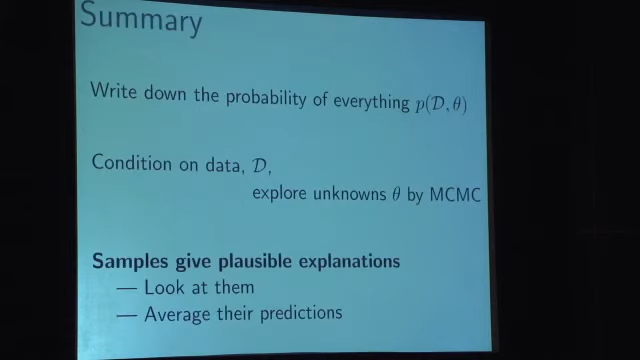 Summary
Write down the probability of everything p(𝒟, θ)
Condition on data, 𝒟,
explore unknowns θ by MCMC
Samples give plausible explanations
— Look at them
— Average their predictions